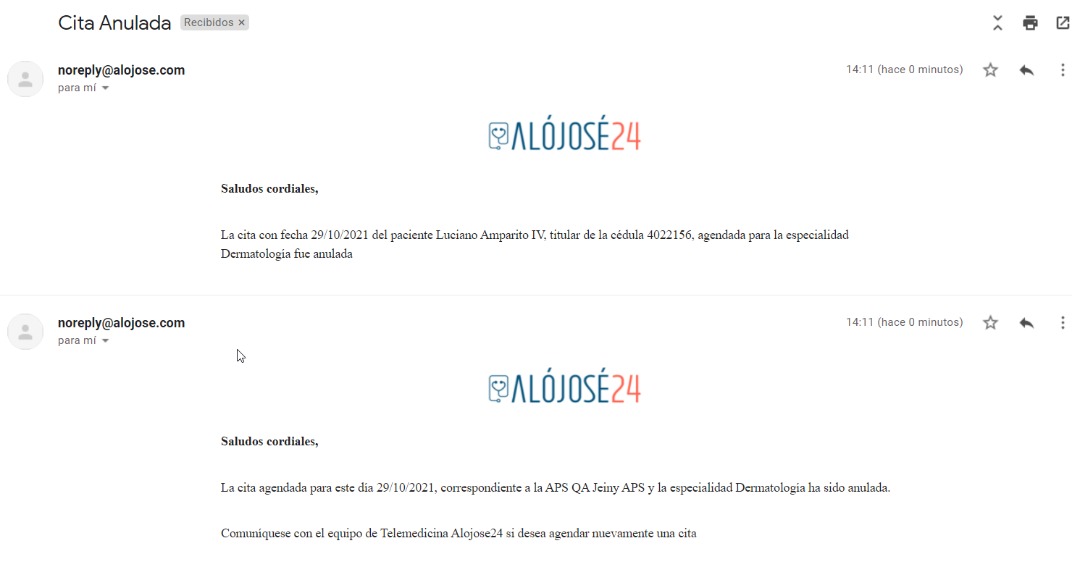 Cita Anulada Recibidos ×
noreply@alojose.com 14:11 (hace 0 minutos)
para mí
ALÓJOSÉ24
Saludos cordiales,
La cita con fecha 29/10/2021 del paciente Luciano Amparito IV, titular de la cédula 4022156, agendada para la especialidad
Dermatología fue anulada
noreply@alojose.com 14:11 (hace 0 minutos)
para mí
ALÓJOSÉ24
Saludos cordiales,
La cita agendada para este día 29/10/2021, correspondiente a la APS QA Jeiny APS y la especialidad Dermatología ha sido anulada.
Comuníquese con el equipo de Telemedicina Alojose24 si desea agendar nuevamente una cita